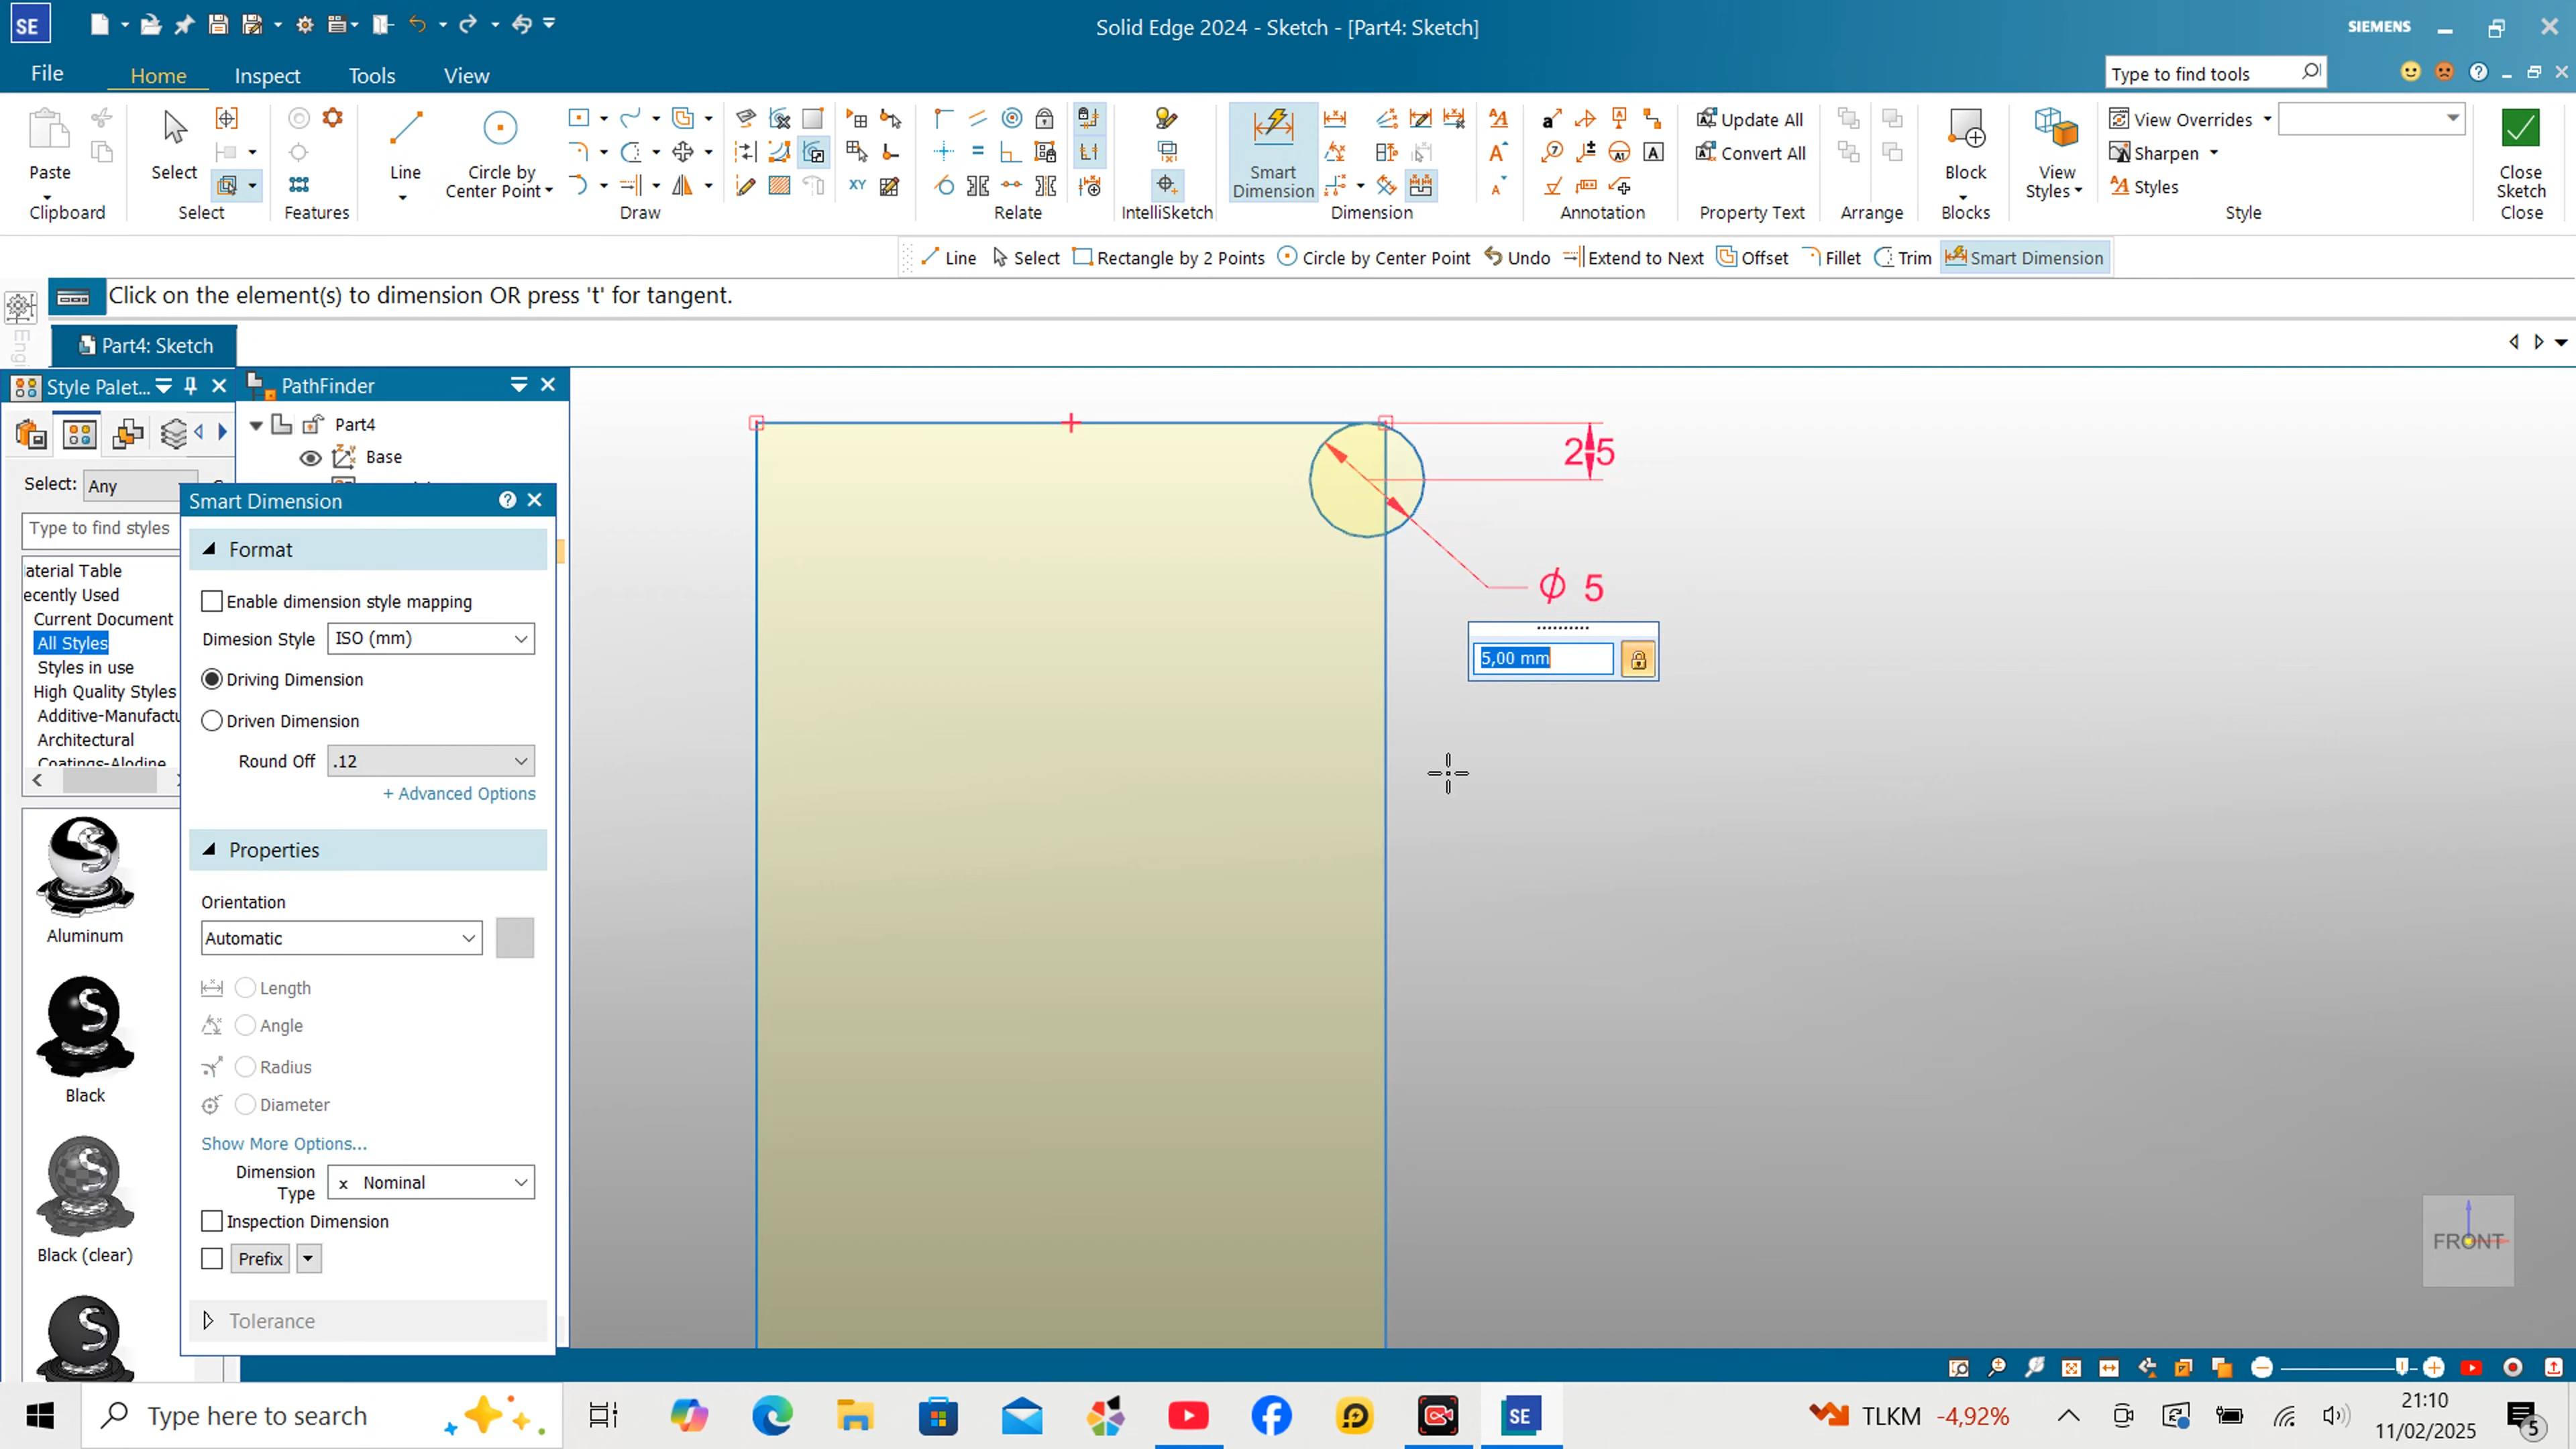 SE
Solid Edge 2024 - Sketch - [Part4: Sketch]
SIEMENS
File
Home
Inspect
Tools
View
Type to find tools
Paste
Select
Line
Circle by Center Point
Smart Dimension
Update All
Convert All
Block
View Styles
View Overrides
Sharpen
Styles
Close Sketch
XY
Clipboard
Select
Features
Draw
Relate
IntelliSketch
Dimension
Annotation
Property Text
Arrange
Blocks
Style
Close
Line
Select
Rectangle by 2 Points
Circle by Center Point
Undo
Extend to Next
Offset
Fillet
Trim
Smart Dimension
Click on the element(s) to dimension OR press 't' for tangent.
Engi
Part4: Sketch
Style Palet...
PathFinder
Part4
Base
Select:
Any
Type to find styles
aterial Table
ecently Used
Current Document
All Styles
Styles in use
High Quality Styles
Additive-Manufactu
Architectural
Coatings-Alodine
Aluminum
Black
Black (clear)
Smart Dimension
Format
Enable dimension style mapping
Dimesion Style
ISO (mm)
Driving Dimension
Driven Dimension
Round Off
.12
+ Advanced Options
Properties
Orientation
Automatic
Length
Angle
Radius
Diameter
Show More Options...
Dimension Type
x Nominal
Inspection Dimension
Prefix
Tolerance
2,5
ϕ 5
5,00 mm
FRONT
Type here to search
SE
TLKM -4,92%
21:10
11/02/2025
5